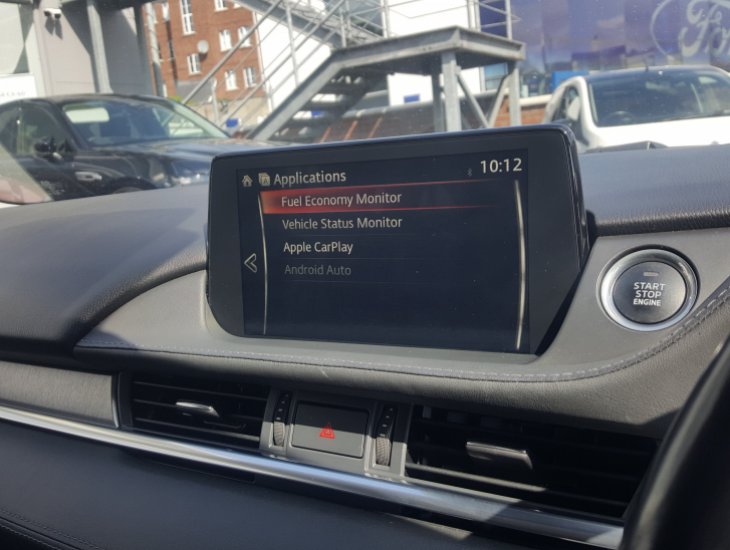 Applications
10:12
Fuel Economy Monitor
Vehicle Status Monitor
Apple CarPlay
Android Auto
START
STOP
ENGINE